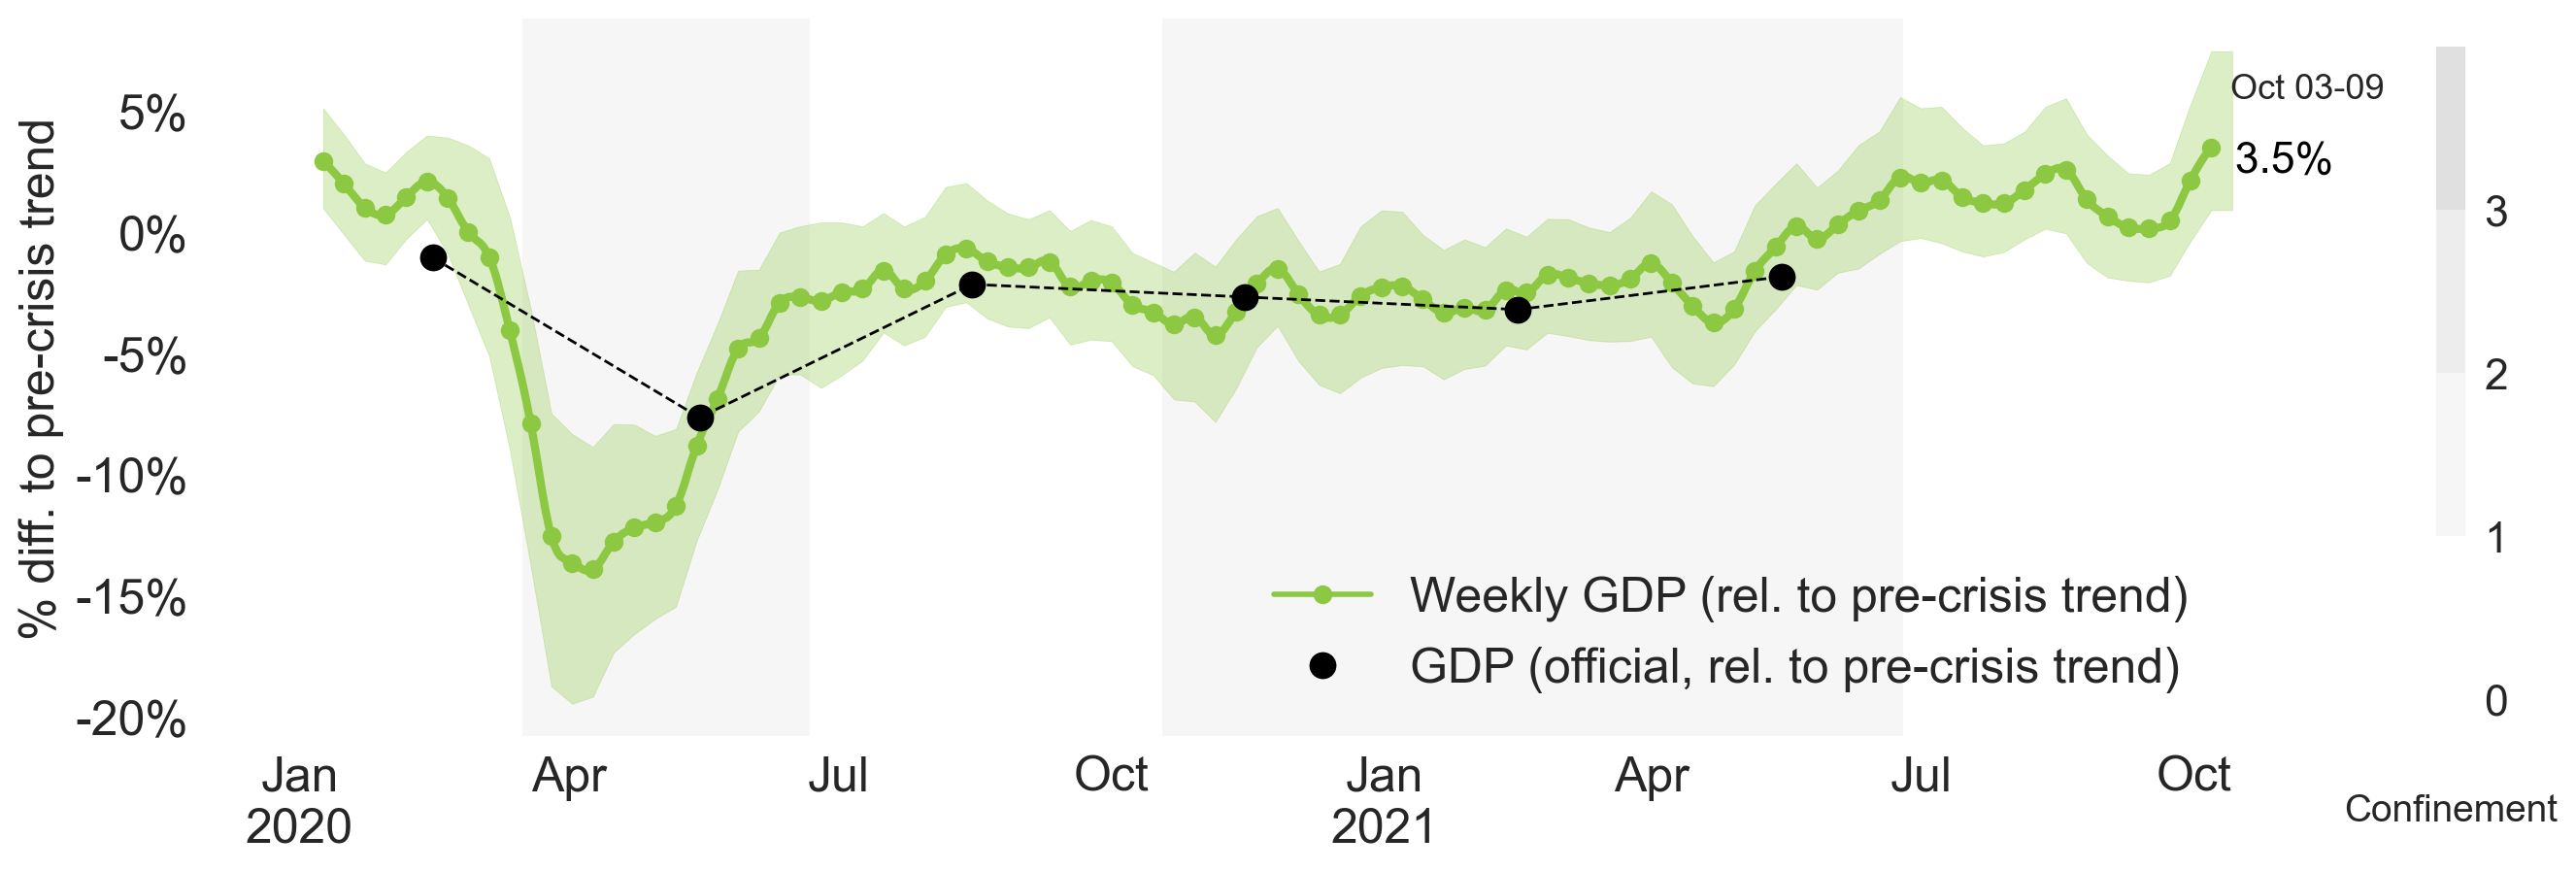 % diff. to pre-crisis trend
5%
0%
-5%
-10%
-15%
-20%
Oct 03-09
3.5%
Weekly GDP (rel. to pre-crisis trend)
GDP (official, rel. to pre-crisis trend)
Jan Apr Jul Oct Jan Apr Jul Oct
2020 2021
3
2
1
0
Confinement